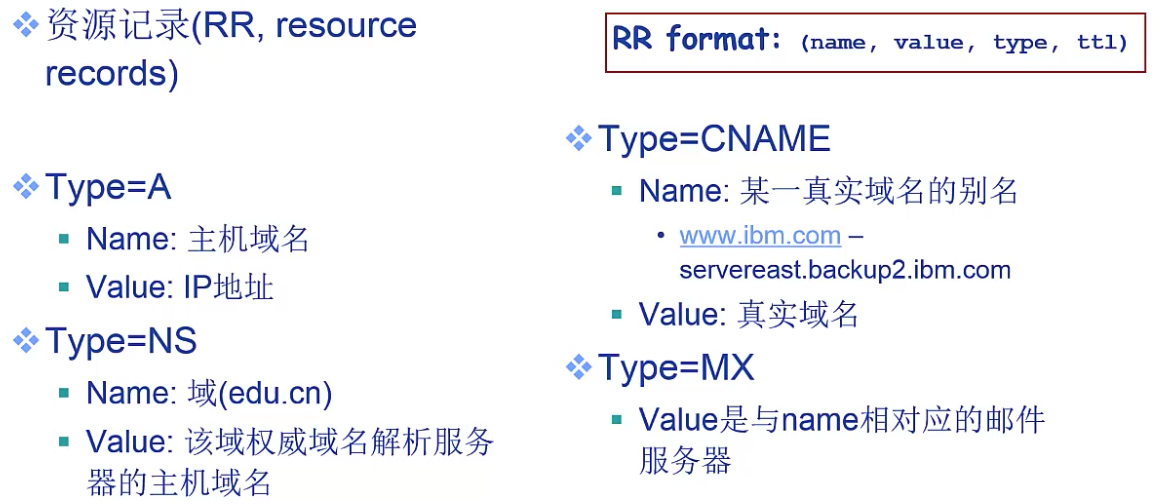 资源记录(RR, resource
records)
RR format: (name, value, type, ttl)
Type=A
Name: 主机域名
Value: IP地址
Type=NS
Name: 域(edu.cn)
Value: 该域权威域名解析服务
器的主机域名
Type=CNAME
Name: 某一真实域名的别名
www.ibm.com –
servereast.backup2.ibm.com
Value: 真实域名
Type=MX
Value是与name相对应的邮件
服务器